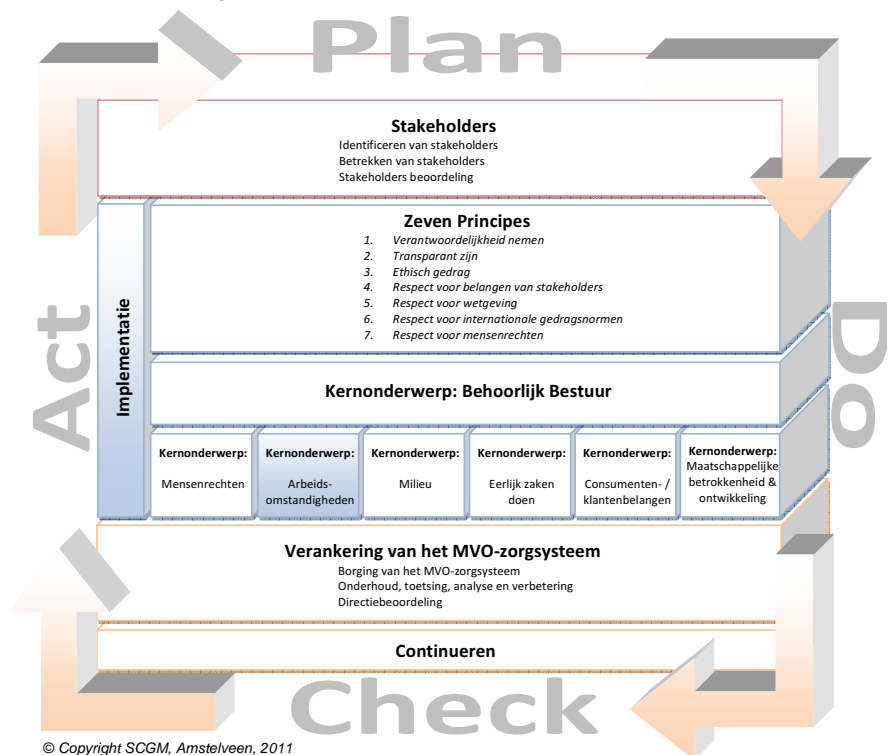 Plan
Stakeholders
Identificeren van stakeholders
Betrekken van stakeholders
Stakeholders beoordeling
Zeven Principes
1. Verantwoordelijkheid nemen
2. Transparant zijn
3. Ethisch gedrag
4. Respect voor belangen van stakeholders
5. Respect voor wetgeving
6. Respect voor internationale gedragsnormen
7. Respect voor mensenrechten
Act
Implementatie
Do
Kernonderwerp: Behoorlijk Bestuur
Kernonderwerp:
Mensenrechten
Kernonderwerp:
Arbeids-
omstandigheden
Kernonderwerp:
Milieu
Kernonderwerp:
Eerlijk zaken
doen
Kernonderwerp:
Consumenten- /
klantenbelangen
Kernonderwerp:
Maatschappelijke
betrokkenheid &
ontwikkeling
Verankering van het MVO-zorgsysteem
Borging van het MVO-zorgsysteem
Onderhoud, toetsing, analyse en verbetering
Directiebeoordeling
Continueren
Check
© Copyright SCGM, Amstelveen, 2011